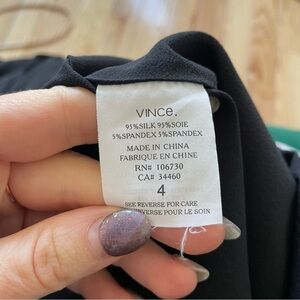 VINCE.
95%SILK 95%SOIE
5%SPANDEX 5%SPANDEX
MADE IN CHINA
FABRIQUE EN CHINE
RN# 106730
CA# 34460
4
SEE REVERSE FOR CARE
REVERSE POUR LE SOIN